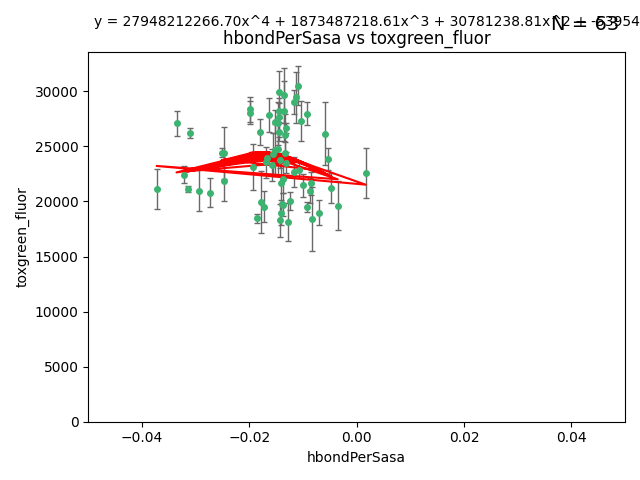 y = 27948212266.70x^4 + 1873487218.61x^3 + 30781238.81x^2 +
N = 63
hbondPerSasa vs toxgreen_fluor
toxgreen_fluor
30000
25000
20000
15000
10000
5000
0
−0.04 −0.02 0.00 0.02 0.04
hbondPerSasa